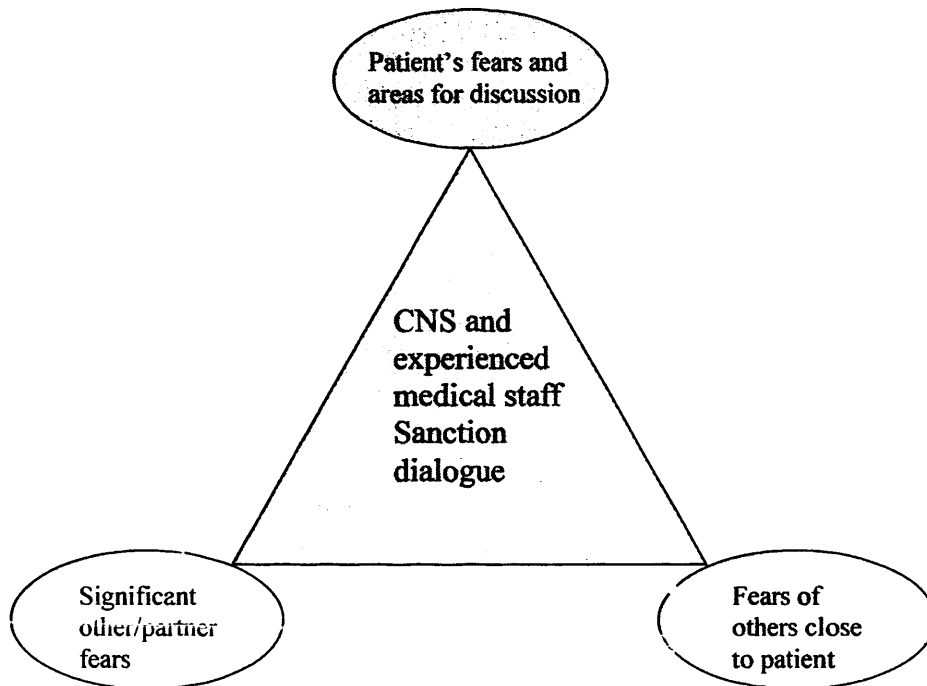 Patient's fears and
areas for discussion
CNS and
experienced
medical staff
Sanction
dialogue
Significant
other/partner
fears
Fears of
others close
to patient